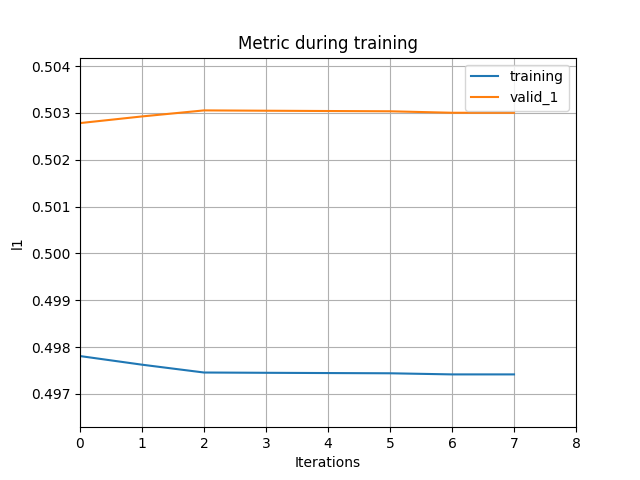 Metric during training
0.504
0.503
0.502
0.501
0.500
0.499
0.498
0.497
l1
training
valid_1
0 1 2 3 4 5 6 7 8
Iterations